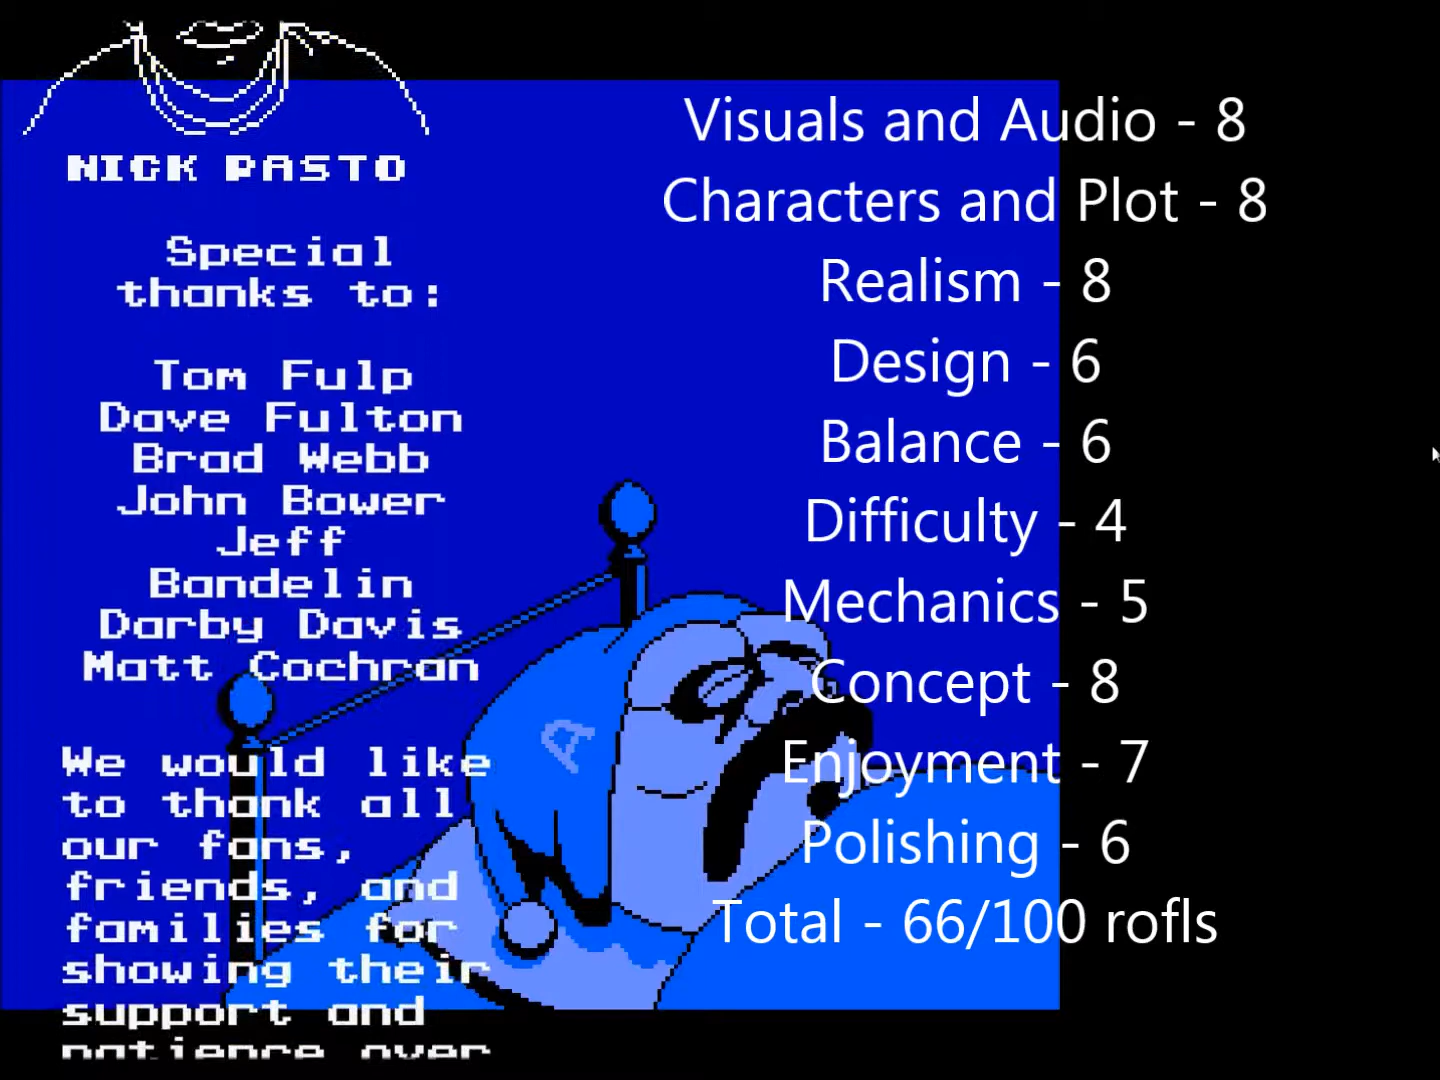 NICK PASTO
Special
thanks to:
Tom Fulp
Dave Fulton
Brad Webb
John Bower
Jeff
Bandelin
Darby Davis
Matt Cochran
We would like
to thank all
our fans,
friends, and
families for
showing their
support and
patience over
A
Visuals and Audio - 8
Characters and Plot - 8
Realism - 8
Design - 6
Balance - 6
Difficulty - 4
Mechanics - 5
Concept - 8
Enjoyment - 7
Polishing - 6
Total - 66/100 rofls